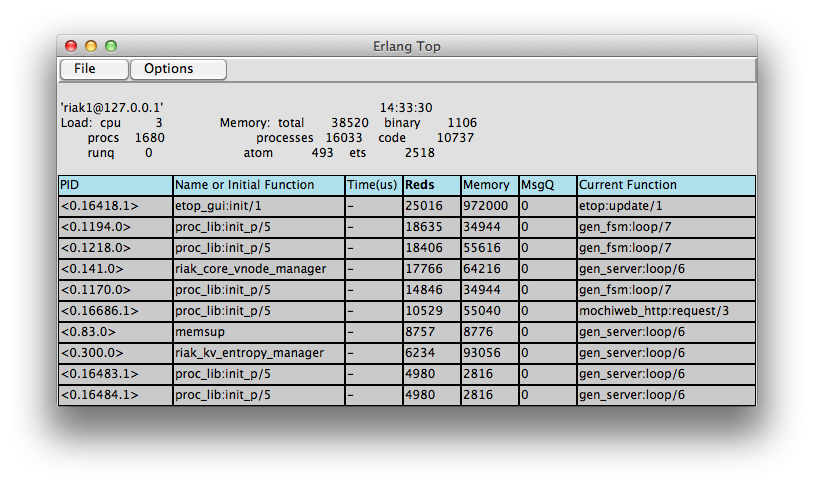 Erlang Top
File Options
'riak1@127.0.0.1' 14:33:30
Load: cpu 3 Memory: total 38520 binary 1106
procs 1680 processes 16033 code 10737
runq 0 atom 493 ets 2518
PID Name or Initial Function Time(us) Reds Memory MsgQ Current Function
<0.16418.1> etop_gui:init/1 - 25016 972000 0 etop:update/1
<0.1194.0> proc_lib:init_p/5 - 18635 34944 0 gen_fsm:loop/7
<0.1218.0> proc_lib:init_p/5 - 18406 55616 0 gen_fsm:loop/7
<0.141.0> riak_core_vnode_manager - 17766 64216 0 gen_server:loop/6
<0.1170.0> proc_lib:init_p/5 - 14846 34944 0 gen_fsm:loop/7
<0.16686.1> proc_lib:init_p/5 - 10529 55040 0 mochiweb_http:request/3
<0.83.0> memsup - 8757 8776 0 gen_server:loop/6
<0.300.0> riak_kv_entropy_manager - 6234 93056 0 gen_server:loop/6
<0.16483.1> proc_lib:init_p/5 - 4980 2816 0 gen_server:loop/6
<0.16484.1> proc_lib:init_p/5 - 4980 2816 0 gen_server:loop/6